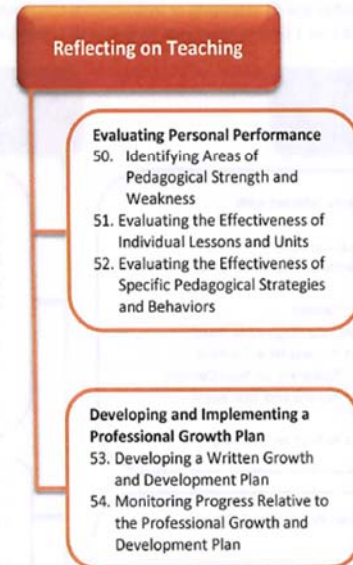 Reflecting on Teaching
Evaluating Personal Performance
50. Identifying Areas of
Pedagogical Strength and
Weakness
51. Evaluating the Effectiveness of
Individual Lessons and Units
52. Evaluating the Effectiveness of
Specific Pedagogical Strategies
and Behaviors
Developing and Implementing a
Professional Growth Plan
53. Developing a Written Growth
and Development Plan
54. Monitoring Progress Relative to
the Professional Growth and
Development Plan